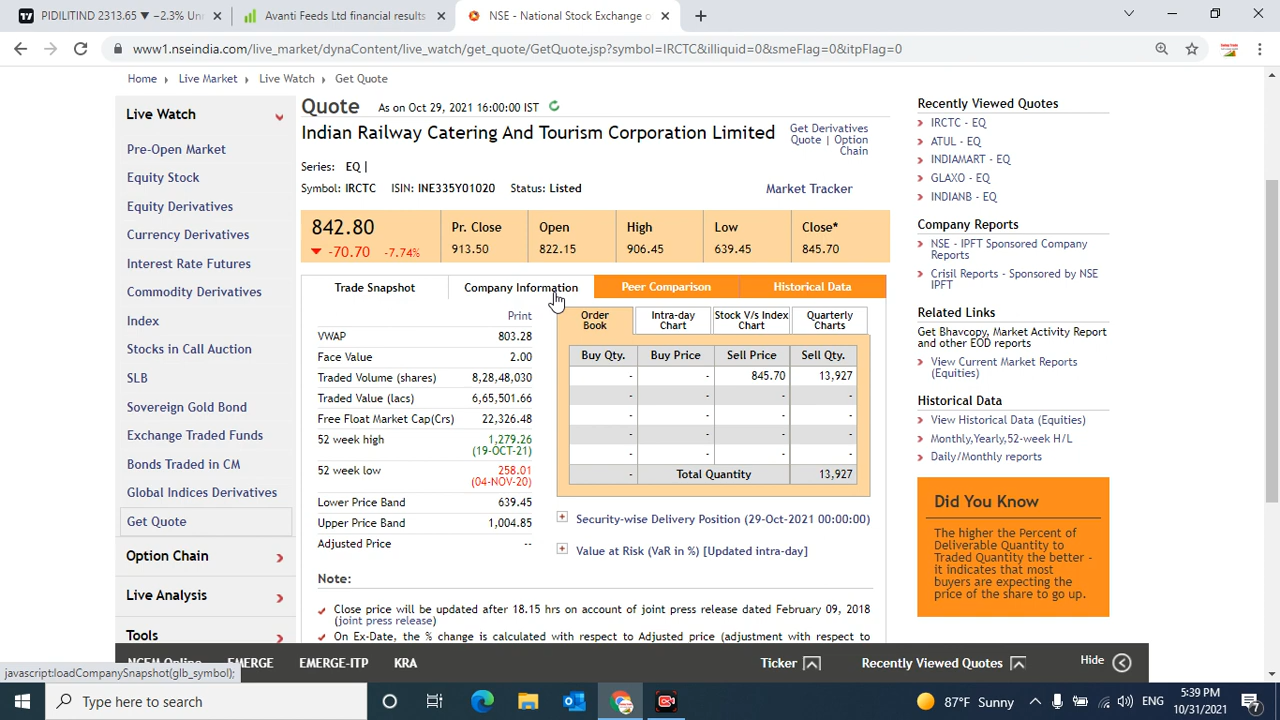 PIDILITIND 2313.65 ▼ −2.3% Un
Avanti Feeds Ltd financial results
NSE - National Stock Exchange o
www1.nseindia.com/live_market/dynaContent/live_watch/get_quote/GetQuote.jsp?symbol=IRCTC&illiquid=0&smeFlag=0&itpFlag=0
Home Live Market Live Watch Get Quote
Live Watch
Pre-Open Market
Equity Stock
Equity Derivatives
Currency Derivatives
Interest Rate Futures
Commodity Derivatives
Index
Stocks in Call Auction
SLB
Sovereign Gold Bond
Exchange Traded Funds
Bonds Traded in CM
Global Indices Derivatives
Get Quote
Option Chain
Live Analysis
Tools
Quote As on Oct 29, 2021 16:00:00 IST
Indian Railway Catering And Tourism Corporation Limited
Get Derivatives
Quote | Option
Chain
Series: EQ |
Symbol: IRCTC ISIN: INE335Y01020 Status: Listed
Market Tracker
842.80 Pr. Close Open High Low Close*
-70.70 -7.74% 913.50 822.15 906.45 639.45 845.70
Trade Snapshot Company Information Peer Comparison Historical Data
Print
VWAP 803.28
Face Value 2.00
Traded Volume (shares) 8,28,48,030
Traded Value (lacs) 6,65,501.66
Free Float Market Cap(Crs) 22,326.48
52 week high 1,279.26
(19-OCT-21)
52 week low 258.01
(04-NOV-20)
Lower Price Band 639.45
Upper Price Band 1,004.85
Adjusted Price --
Order Book Intra-day Chart Stock V/s Index Chart Quarterly Charts
Buy Qty. Buy Price Sell Price Sell Qty.
- - 845.70 13,927
- - - -
- - - -
- - - -
- - - -
- Total Quantity 13,927
Security-wise Delivery Position (29-Oct-2021 00:00:00)
Value at Risk (VaR in %) [Updated intra-day]
Note:
Close price will be updated after 18.15 hrs on account of joint press release dated February 09, 2018
(joint press release)
On Ex-Date, the % change is calculated with respect to Adjusted price (adjustment with respect to
Recently Viewed Quotes
IRCTC - EQ
ATUL - EQ
INDIAMART - EQ
GLAXO - EQ
INDIANB - EQ
Company Reports
NSE - IPFT Sponsored Company
Reports
Crisil Reports - Sponsored by NSE
IPFT
Related Links
Get Bhavcopy, Market Activity Report
and other EOD reports
View Current Market Reports
(Equities)
Historical Data
View Historical Data (Equities)
Monthly,Yearly,52-week H/L
Daily/Monthly reports
Did You Know
The higher the Percent of
Deliverable Quantity to
Traded Quantity the better -
it indicates that most
buyers are expecting the
price of the share to go up.
EMERGE EMERGE-ITP KRA Ticker Recently Viewed Quotes Hide
javascript:loadCompanySnapshot(glb_symbol);
Type here to search
87°F Sunny
ENG
5:39 PM
10/31/2021
7